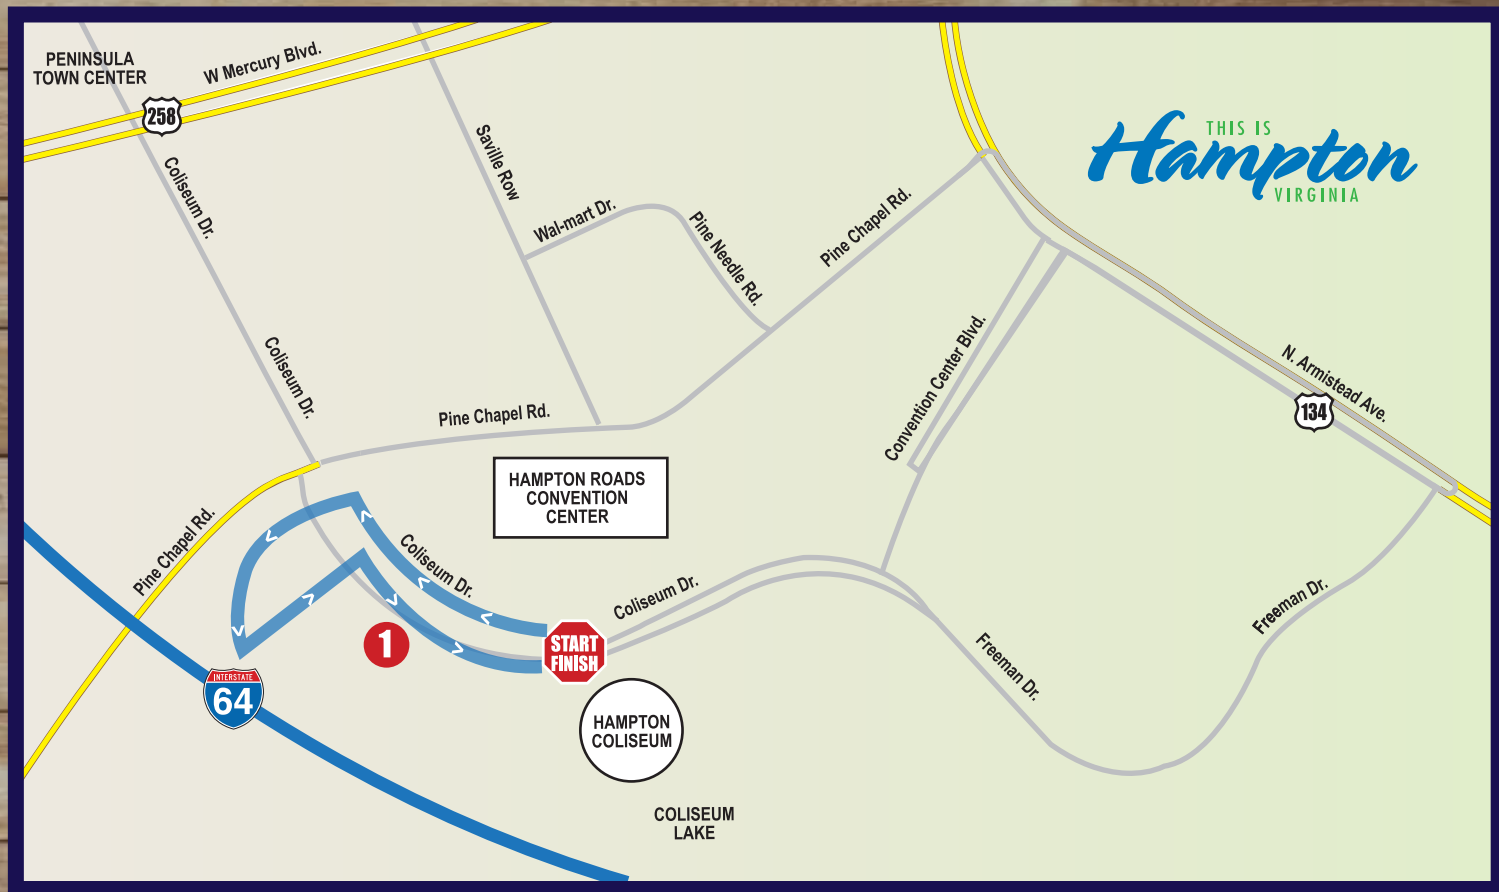 PENINSULA
TOWN CENTER
W Mercury Blvd.
258
Coliseum Dr.
Saville Row
Wal-mart Dr.
Pine Needle Rd.
Pine Chapel Rd.
THIS IS
Hampton
VIRGINIA
Coliseum Dr.
Pine Chapel Rd.
Convention Center Blvd.
N. Armistead Ave.
134
HAMPTON ROADS
CONVENTION
CENTER
Pine Chapel Rd.
Coliseum Dr.
Coliseum Dr.
Freeman Dr.
Freeman Dr.
1
START
FINISH
INTERSTATE
64
HAMPTON
COLISEUM
COLISEUM
LAKE